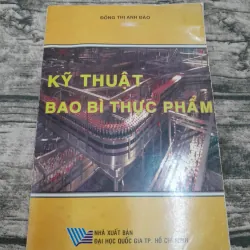 ĐỐNG THỊ ANH ĐÀO
KỸ THUẬT
BAO BÌ THỰC PHẨM
NHÀ XUẤT BẢN
ĐẠI HỌC QUỐC GIA TP. HỒ CHÍ MINH